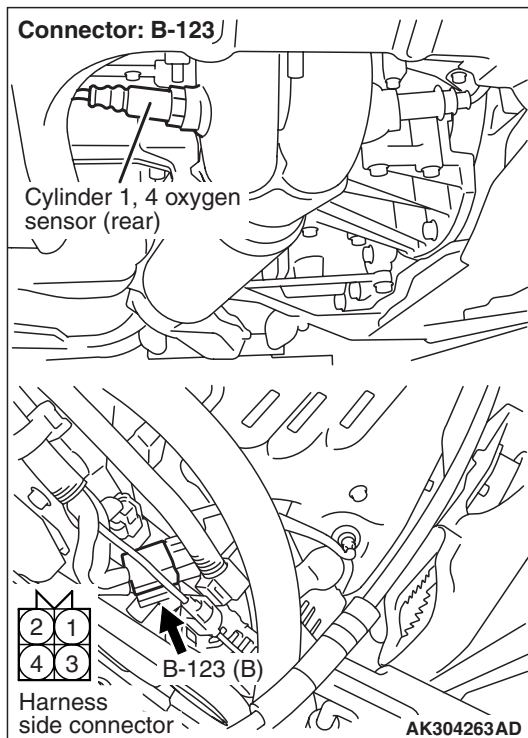 Connector: B-123
Cylinder 1, 4 oxygen
sensor (rear)
2 1
4 3
B-123 (B)
Harness
side connector
AK304263AD